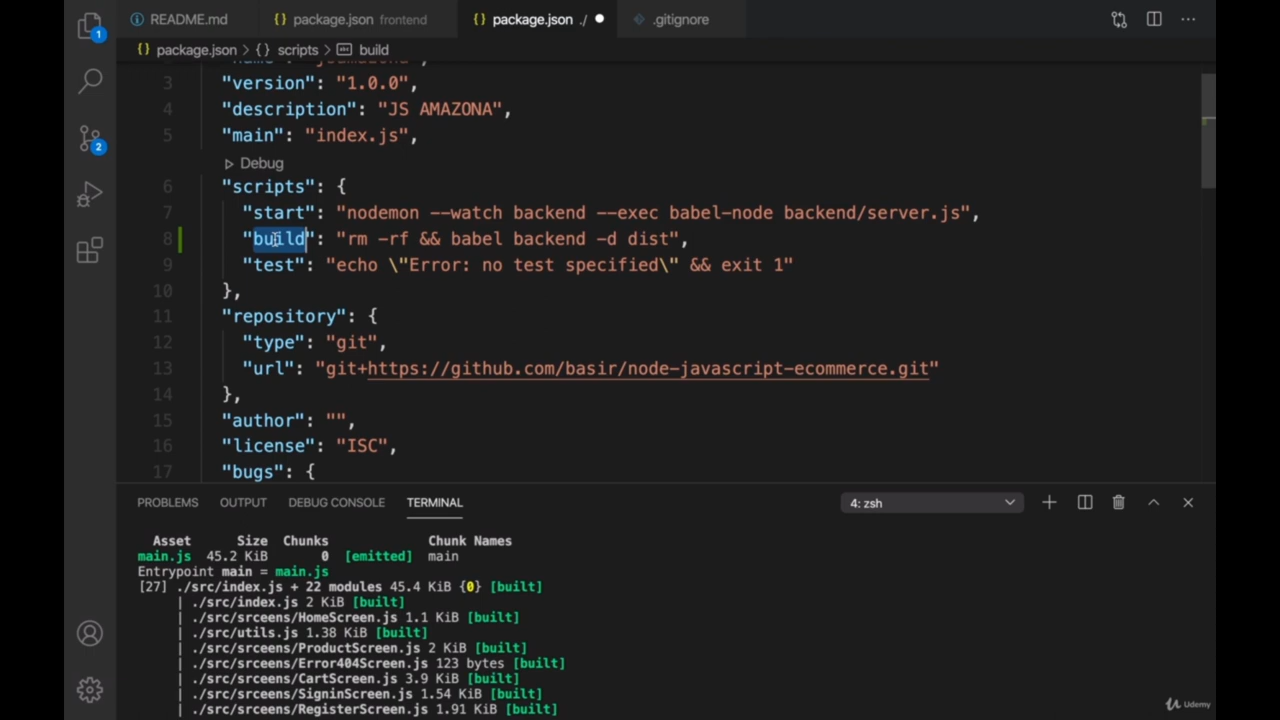 README.md package.json frontend package.json ./ .gitignore
package.json > {} scripts > build
3 "version": "1.0.0",
4 "description": "JS AMAZONA",
5 "main": "index.js",
Debug
6 "scripts": {
7 "start": "nodemon --watch backend --exec babel-node backend/server.js",
8 "build": "rm -rf && babel backend -d dist",
9 "test": "echo \"Error: no test specified\" && exit 1"
10 },
11 "repository": {
12 "type": "git",
13 "url": "git+https://github.com/basir/node-javascript-ecommerce.git"
14 },
15 "author": "",
16 "license": "ISC",
17 "bugs": {
PROBLEMS OUTPUT DEBUG CONSOLE TERMINAL 4: zsh
Asset Size Chunks Chunk Names
main.js 45.2 KiB 0 [emitted] main
Entrypoint main = main.js
[27] ./src/index.js + 22 modules 45.4 KiB {0} [built]
| ./src/index.js 2 KiB [built]
| ./src/srceens/HomeScreen.js 1.1 KiB [built]
| ./src/utils.js 1.38 KiB [built]
| ./src/srceens/ProductScreen.js 2 KiB [built]
| ./src/srceens/Error404Screen.js 123 bytes [built]
| ./src/srceens/CartScreen.js 3.9 KiB [built]
| ./src/srceens/SigninScreen.js 1.54 KiB [built]
| ./src/srceens/RegisterScreen.js 1.91 KiB [built]
1
2
Udemy